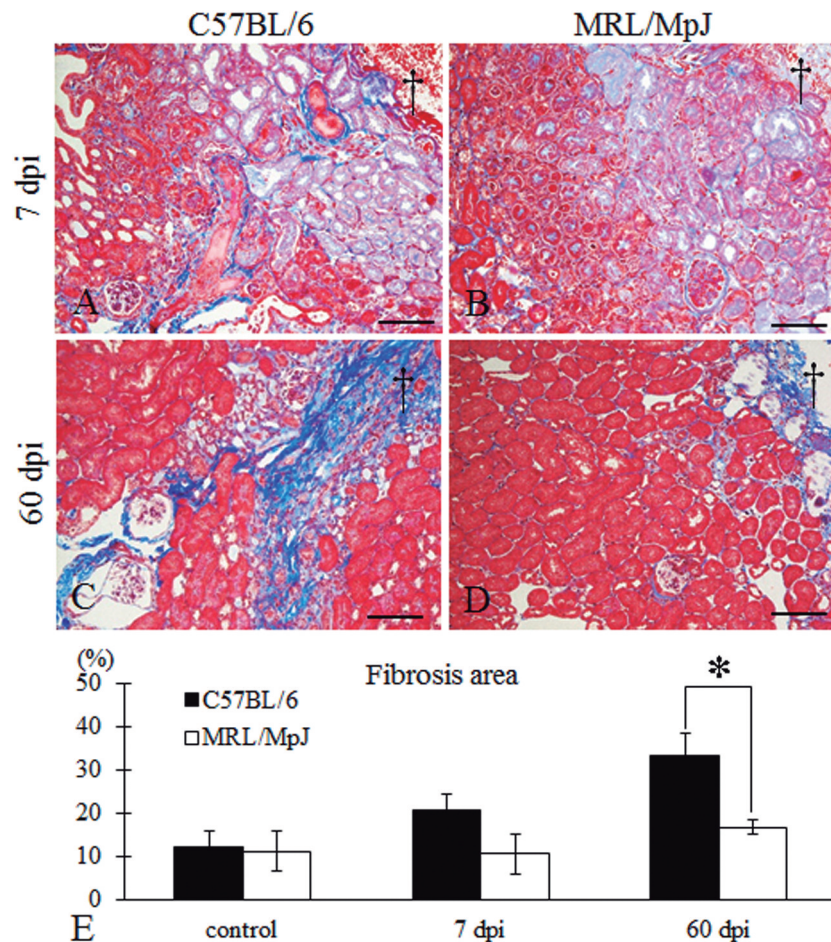 C57BL/6 MRL/MpJ
7 dpi
† †
A B
60 dpi
† †
C D
(%) Fibrosis area
*
50
40
30
20
10
0
C57BL/6
MRL/MpJ
E control 7 dpi 60 dpi